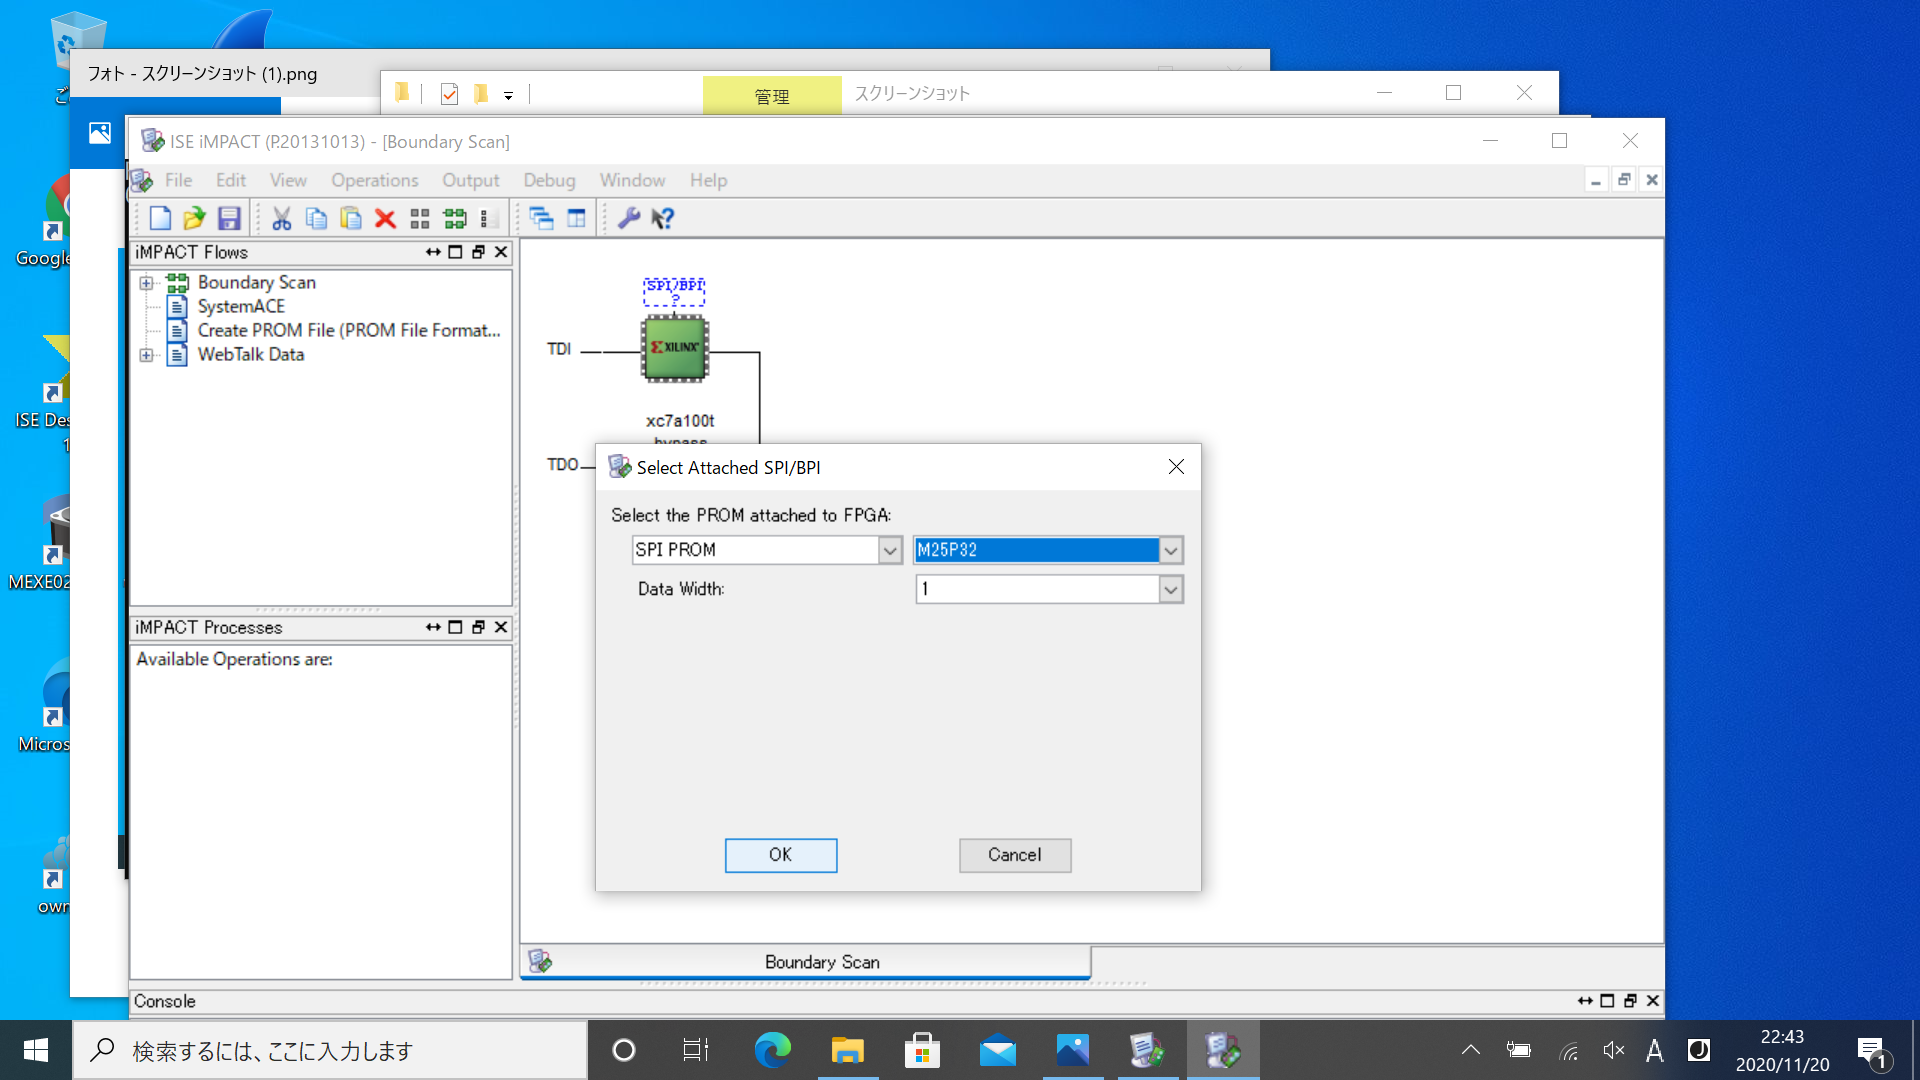 フォト - スクリーンショット (1).png
管理
スクリーンショット
ISE iMPACT (P.20131013) - [Boundary Scan]
File Edit View Operations Output Debug Window Help
iMPACT Flows
Boundary Scan
SystemACE
Create PROM File (PROM File Format...
WebTalk Data
SPI/BPI
?
TDI
XILINX
xc7a100t
bypass
TDO
Select Attached SPI/BPI
Select the PROM attached to FPGA:
SPI PROM
M25P32
Data Width:
1
OK
Cancel
iMPACT Processes
Available Operations are:
Boundary Scan
Console
ご
Google
ISE Des
1
MEXE02
Micros
own
検索するには、ここに入力します
A
J
22:43
2020/11/20
1